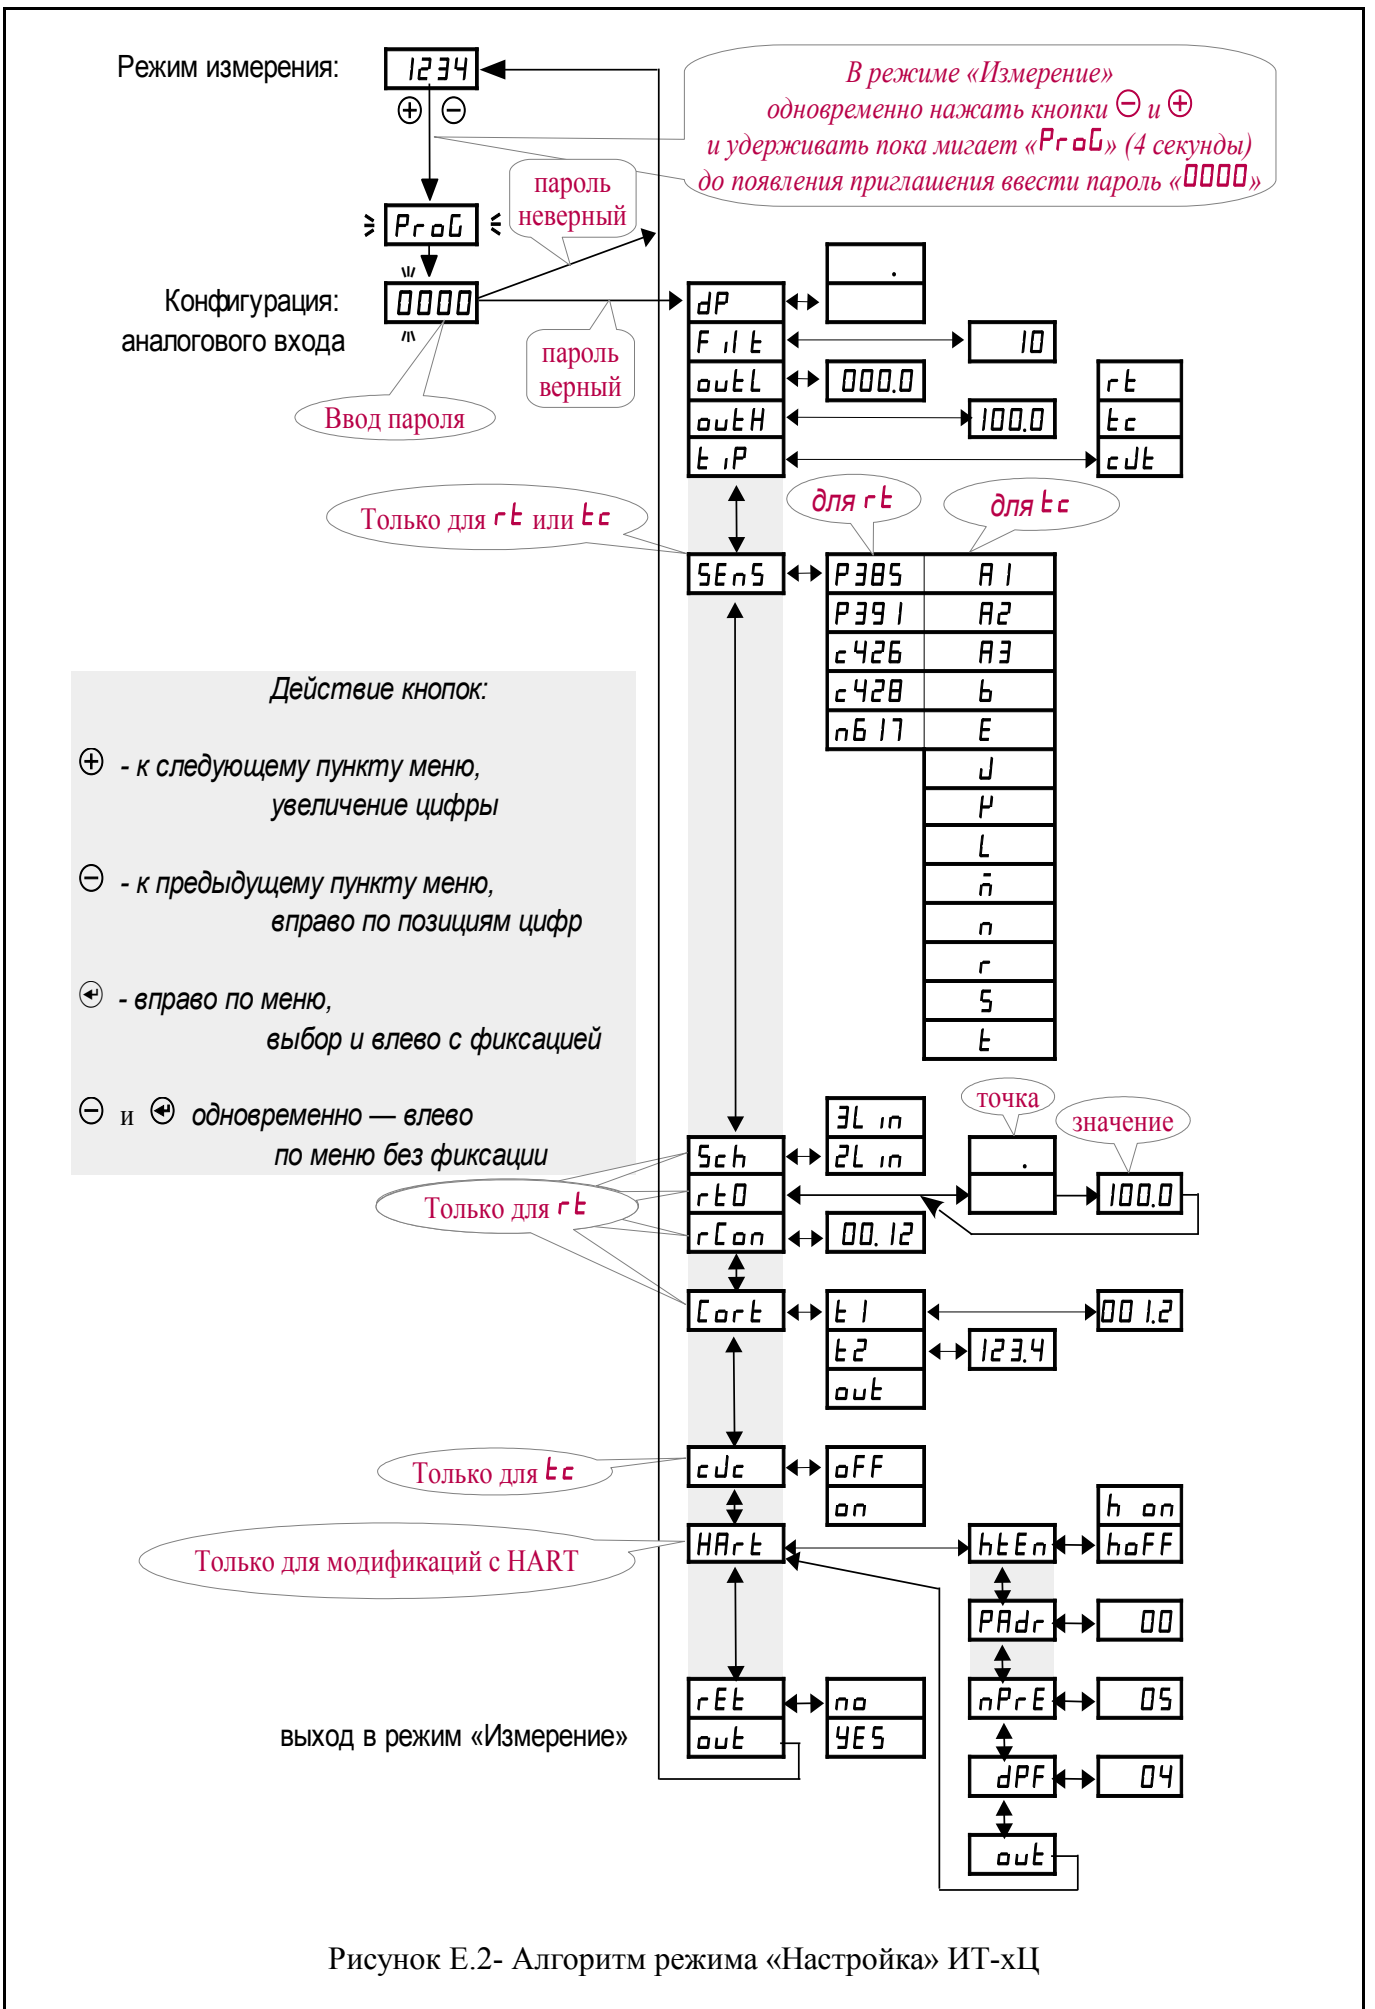 Режим измерения:
1234
В режиме «Измерение»
одновременно нажать кнопки ⊖ и ⊕
и удерживать пока мигает «ProG» (4 секунды)
до появления приглашения ввести пароль «0000»
⊕ ⊖
пароль
неверный
ProG
Конфигурация:
аналогового входа
0000
пароль
верный
Ввод пароля
dP
.
Filt
10
outL
000.0
outH
100.0
tiP
rt
tc
cJt
Только для rt или tc
для rt
для tc
SEnS
P385 A1
P391 A2
c426 A3
c428 b
n617 E
J
μ
L
n̄
n
r
S
t
Действие кнопок:
⊕ - к следующему пункту меню,
увеличение цифры
⊖ - к предыдущему пункту меню,
вправо по позициям цифр
- вправо по меню,
выбор и влево с фиксацией
⊖ и одновременно — влево
по меню без фиксации
точка
значение
Sch
3Lin
2Lin
Только для rt
rt0
.
100.0
rCon
00.12
Cort
t1
001.2
t2
123.4
out
Только для tc
cJc
oFF
on
Только для модификаций с HART
HArt
htEn
h on
hoFF
PAdr
00
nPrE
05
dPF
04
out
rEt
no
YES
выход в режим «Измерение»
out
Рисунок Е.2- Алгоритм режима «Настройка» ИТ-хЦ